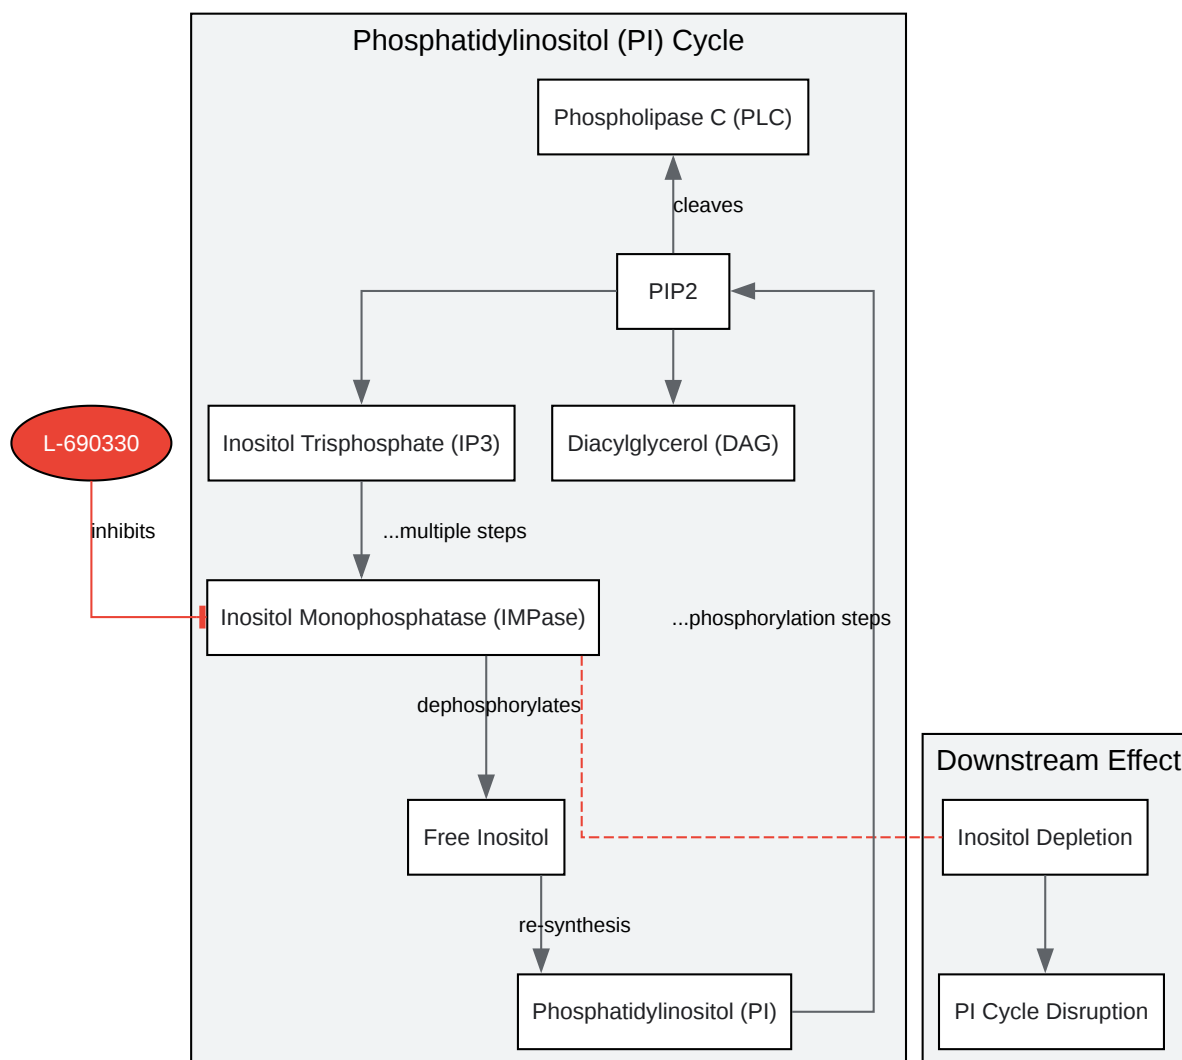 Phosphatidylinositol (PI) Cycle
Phospholipase C (PLC)
cleaves
PIP2
L-690330
Inositol Trisphosphate (IP3)
Diacylglycerol (DAG)
inhibits
...multiple steps
Inositol Monophosphatase (IMPase)
...phosphorylation steps
dephosphorylates
Downstream Effect
Free Inositol
Inositol Depletion
re-synthesis
Phosphatidylinositol (PI)
PI Cycle Disruption